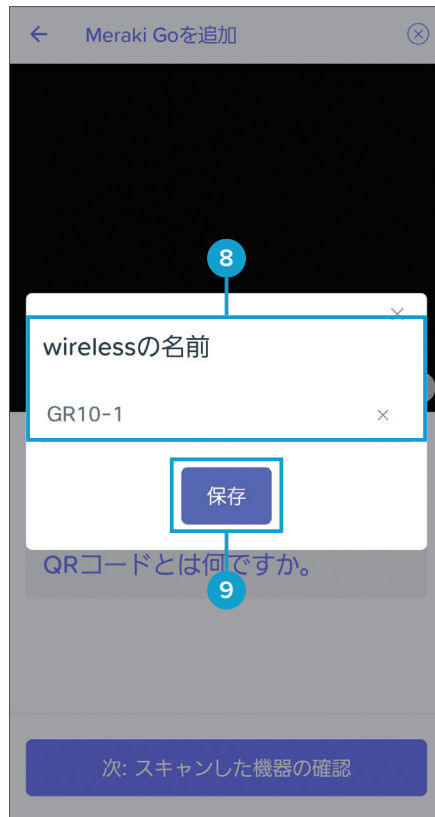 ← Meraki Goを追加
8
wirelessの名前
GR10-1
保存
QRコードとは何ですか。
9
次: スキャンした機器の確認